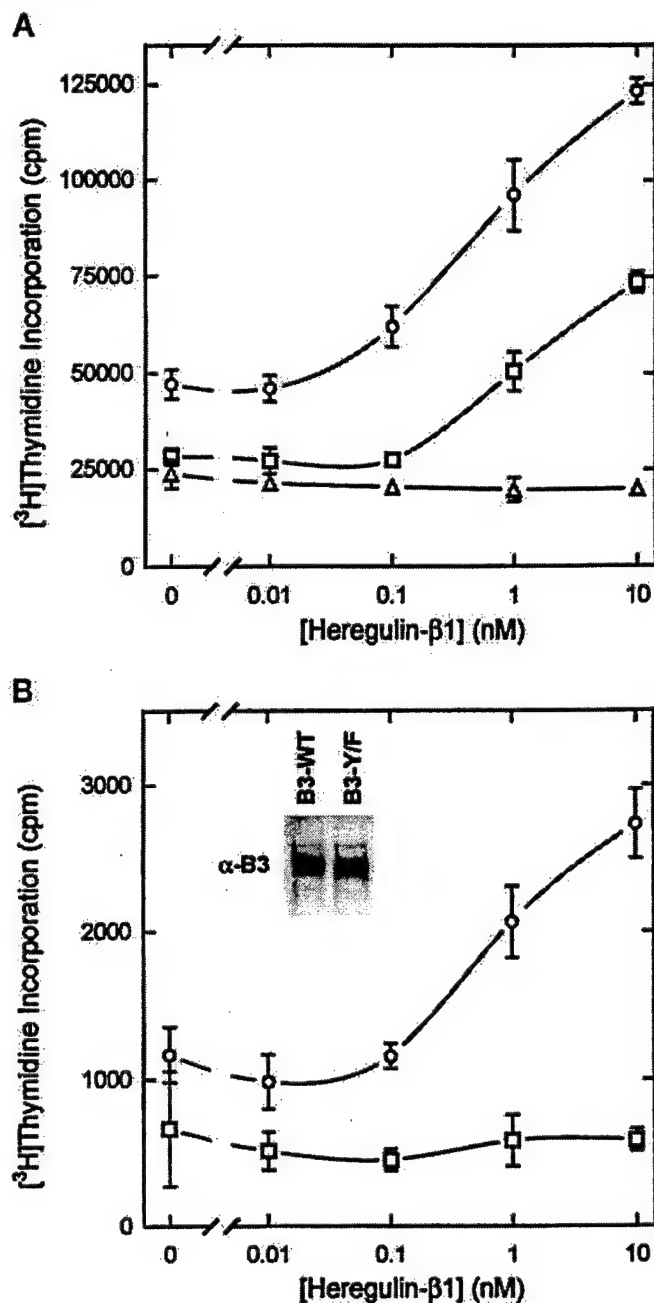 A
[³H]Thymidine Incorporation (cpm)
125000
100000
75000
50000
25000
0
0
0.01
0.1
1
10
[Heregulin-β1] (nM)
B
[³H]Thymidine Incorporation (cpm)
3000
2000
1000
0
B3-WT
B3-Y/F
α-B3
0
0.01
0.1
1
10
[Heregulin-β1] (nM)